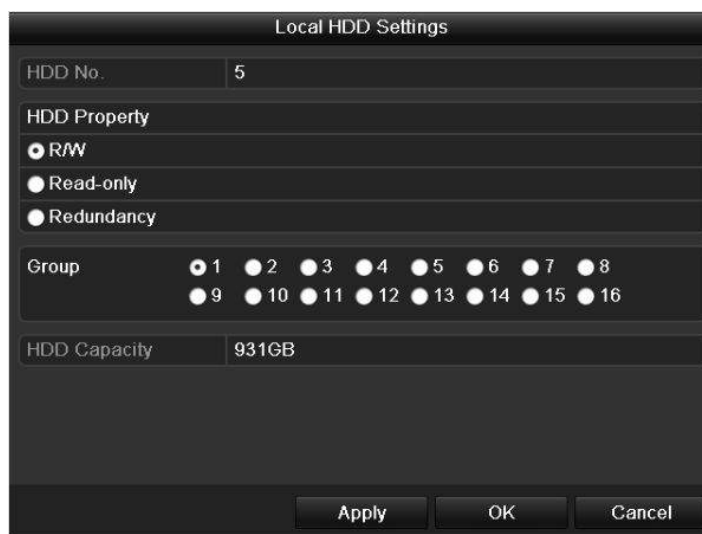 Local HDD Settings
HDD No. 5
HDD Property
R/W
Read-only
Redundancy
Group 1 2 3 4 5 6 7 8
9 10 11 12 13 14 15 16
HDD Capacity 931GB
Apply OK Cancel